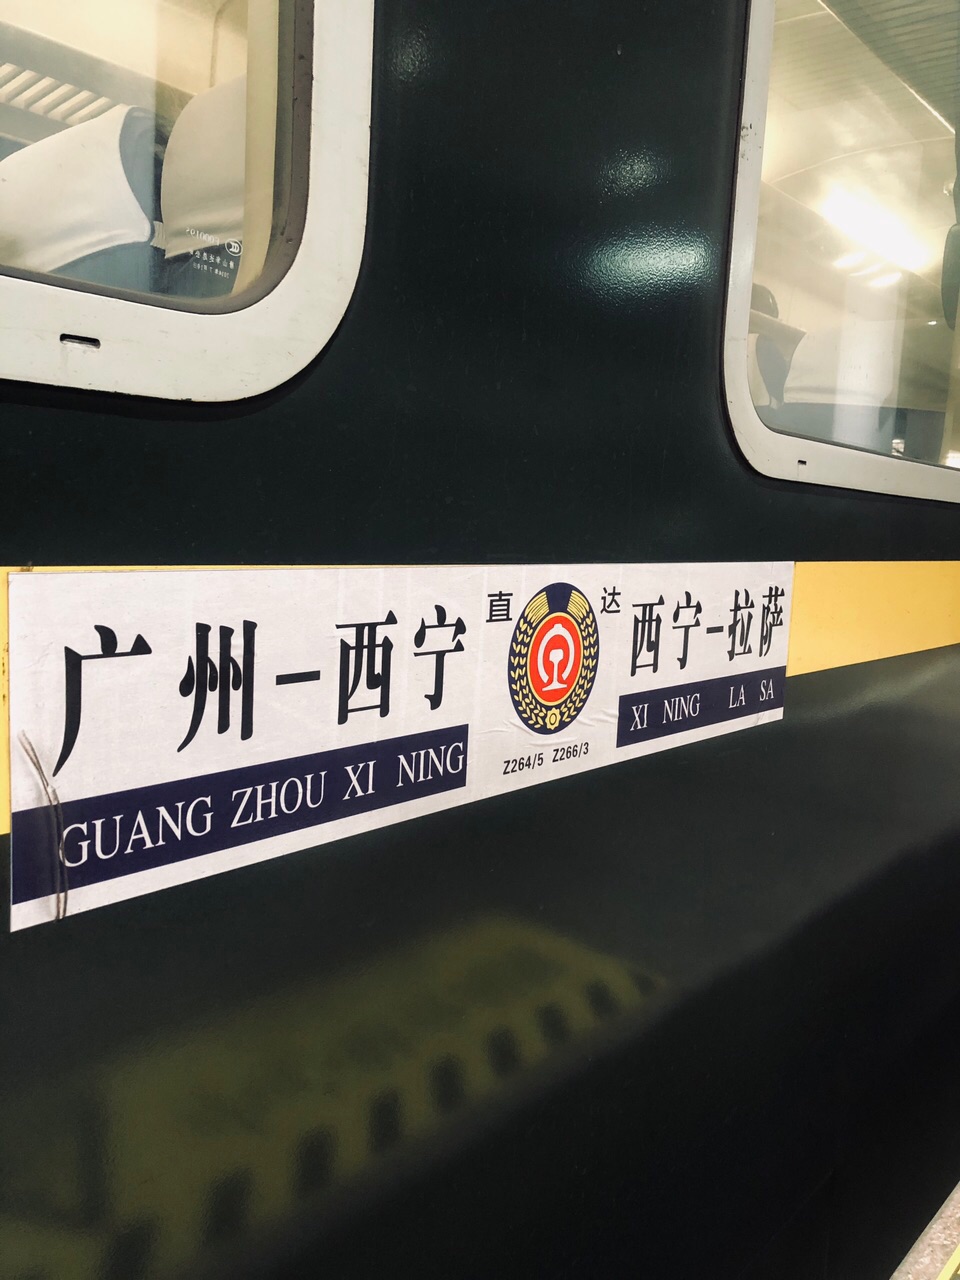 广州－西宁
GUANG ZHOU XI NING
直达
Z264/5 Z266/3
西宁－拉萨
XI NING LA SA